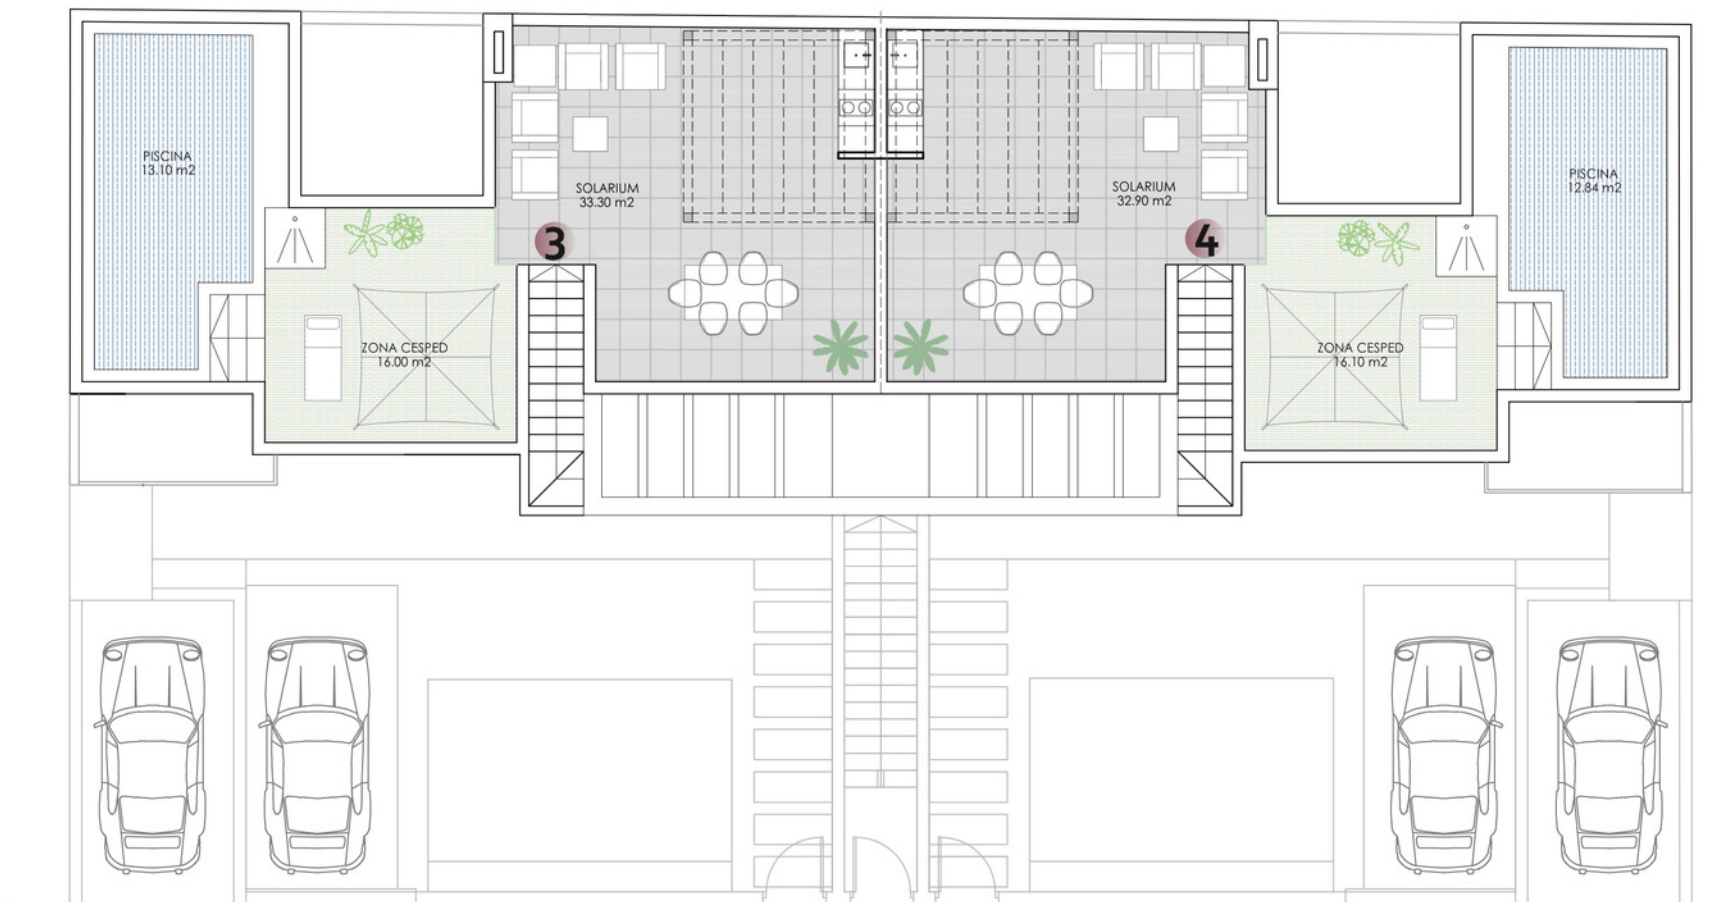 PISCINA
13.10 m2
SOLARIUM
33.30 m2
3
ZONA CESPED
16.00 m2
SOLARIUM
32.90 m2
4
PISCINA
12.84 m2
ZONA CESPED
16.10 m2